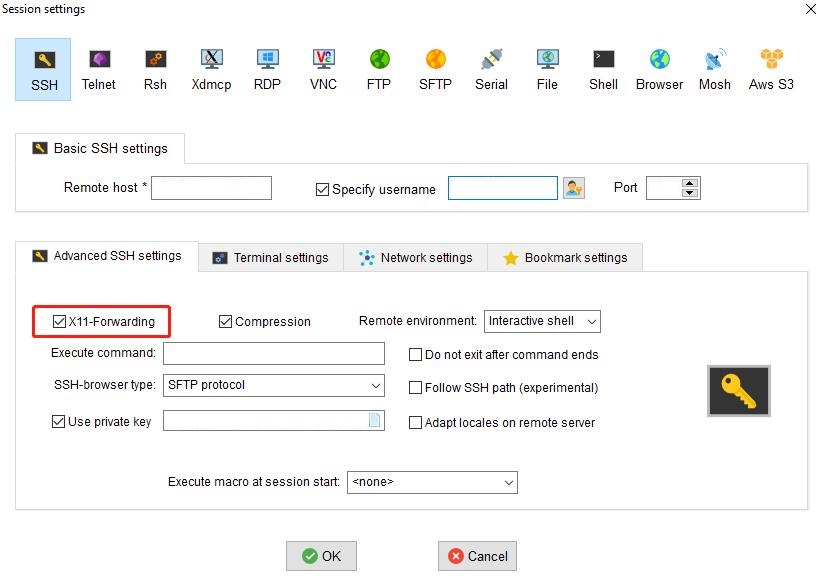 Session settings
SSH Telnet Rsh Xdmcp RDP VNC FTP SFTP Serial File Shell Browser Mosh Aws S3
Basic SSH settings
Remote host * Specify username Port
Advanced SSH settings Terminal settings Network settings Bookmark settings
X11-Forwarding Compression Remote environment: Interactive shell
Execute command: Do not exit after command ends
SSH-browser type: SFTP protocol Follow SSH path (experimental)
Use private key Adapt locales on remote server
Execute macro at session start: <none>
OK Cancel